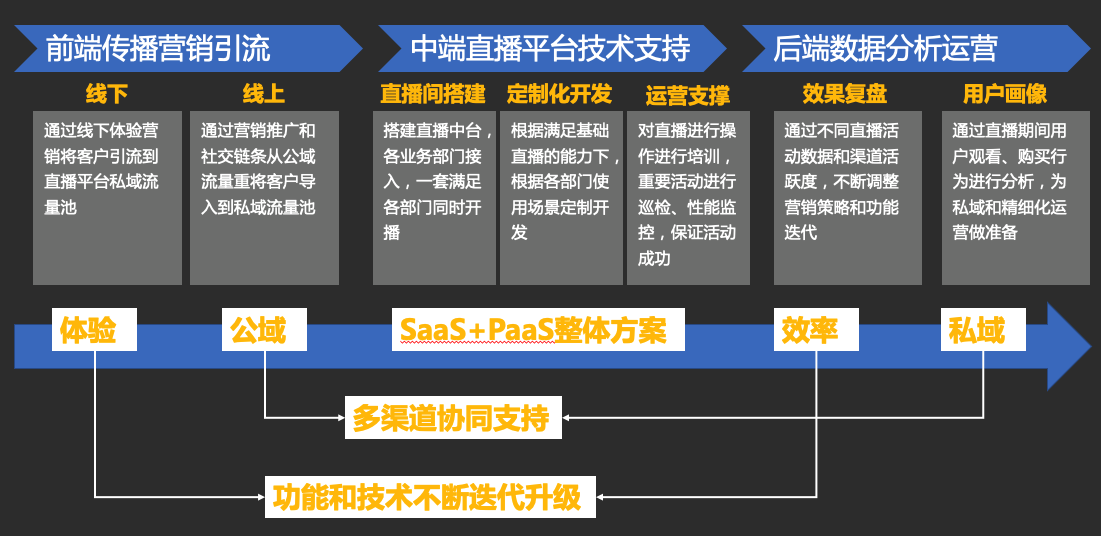 前端传播营销引流
中端直播平台技术支持
后端数据分析运营
线下
线上
直播间搭建
定制化开发
运营支撑
效果复盘
用户画像
通过线下体验营
销将客户引流到
直播平台私域流
量池
通过营销推广和
社交链条从公域
流量重将客户导
入到私域流量池
搭建直播中台，
各业务部门接
入，一套满足
各部门同时开
播
根据满足基础
直播的能力下，
根据各部门使
用场景定制开
发
对直播进行操
作进行培训，
重要活动进行
巡检、性能监
控，保证活动
成功
通过不同直播活
动数据和渠道活
跃度，不断调整
营销策略和功能
迭代
通过直播期间用
户观看、购买行
为进行分析，为
私域和精细化运
营做准备
体验
公域
SaaS+PaaS整体方案
效率
私域
多渠道协同支持
功能和技术不断迭代升级